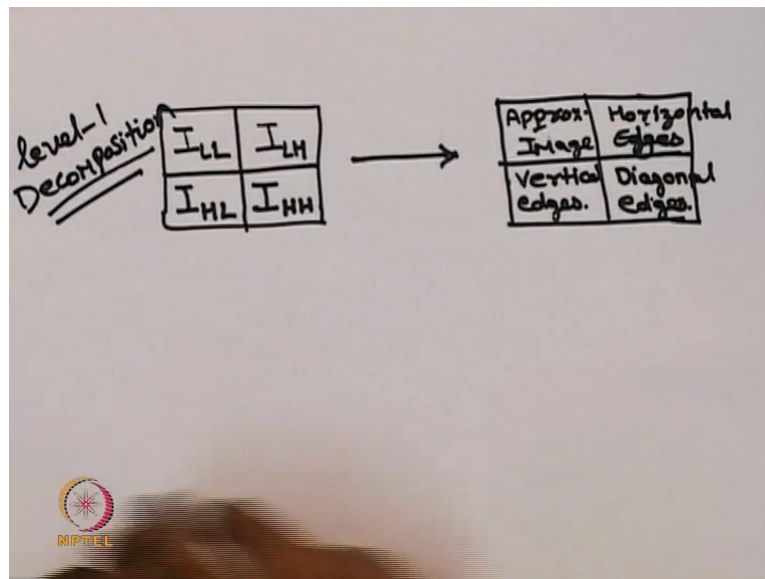 Level-1
Decomposition
I_LL I_LH
I_HL I_HH
Approx. Horizontal
Image Edges
Vertical Diagonal
edges. edges.
NPTEL